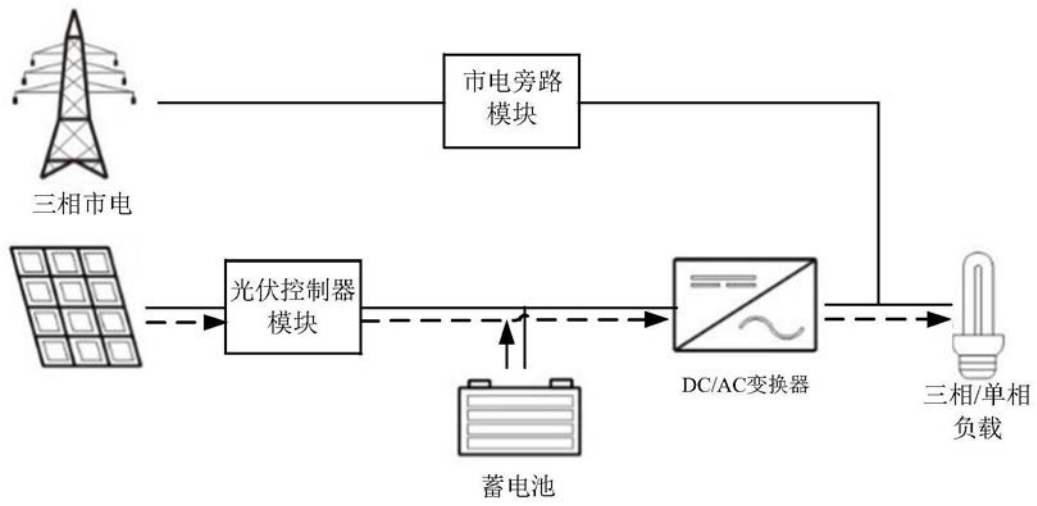 市电旁路
模块
三相市电
光伏控制器
模块
DC/AC变换器
三相/单相
负载
蓄电池